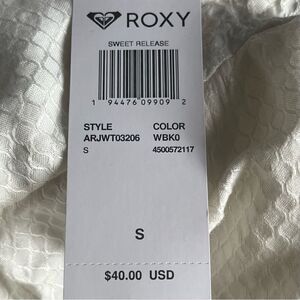 ROXY
SWEET RELEASE
1 94476 09909 2
STYLE COLOR
ARJWT03206 WBK0
S 4500572117
S
$40.00 USD